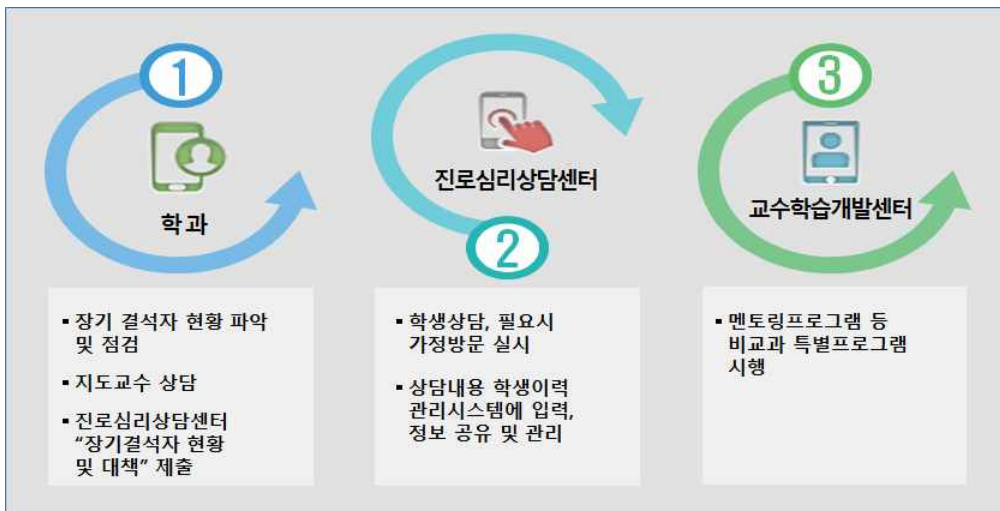 1
학과
▪ 장기 결석자 현황 파악
및 점검
▪ 지도교수 상담
▪ 진로심리상담센터
“장기결석자 현황
및 대책” 제출
진로심리상담센터
2
▪ 학생상담, 필요시
가정방문 실시
▪ 상담내용 학생이력
관리시스템에 입력,
정보 공유 및 관리
3
교수학습개발센터
▪ 멘토링프로그램 등
비교과 특별프로그램
시행